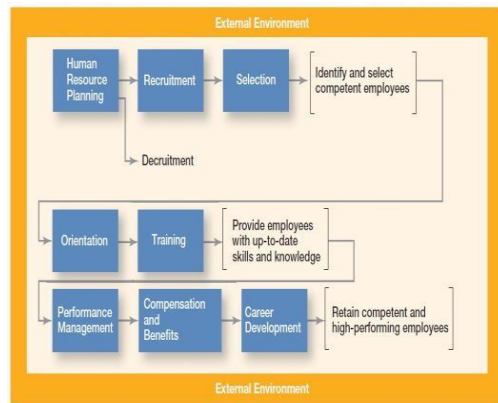 External Environment
Human
Resource
Planning
Recruitment
Selection
Identify and select
competent employees
Decruitment
Orientation
Training
Provide employees
with up-to-date
skills and knowledge
Performance
Management
Compensation
and
Benefits
Career
Development
Retain competent and
high-performing employees
External Environment